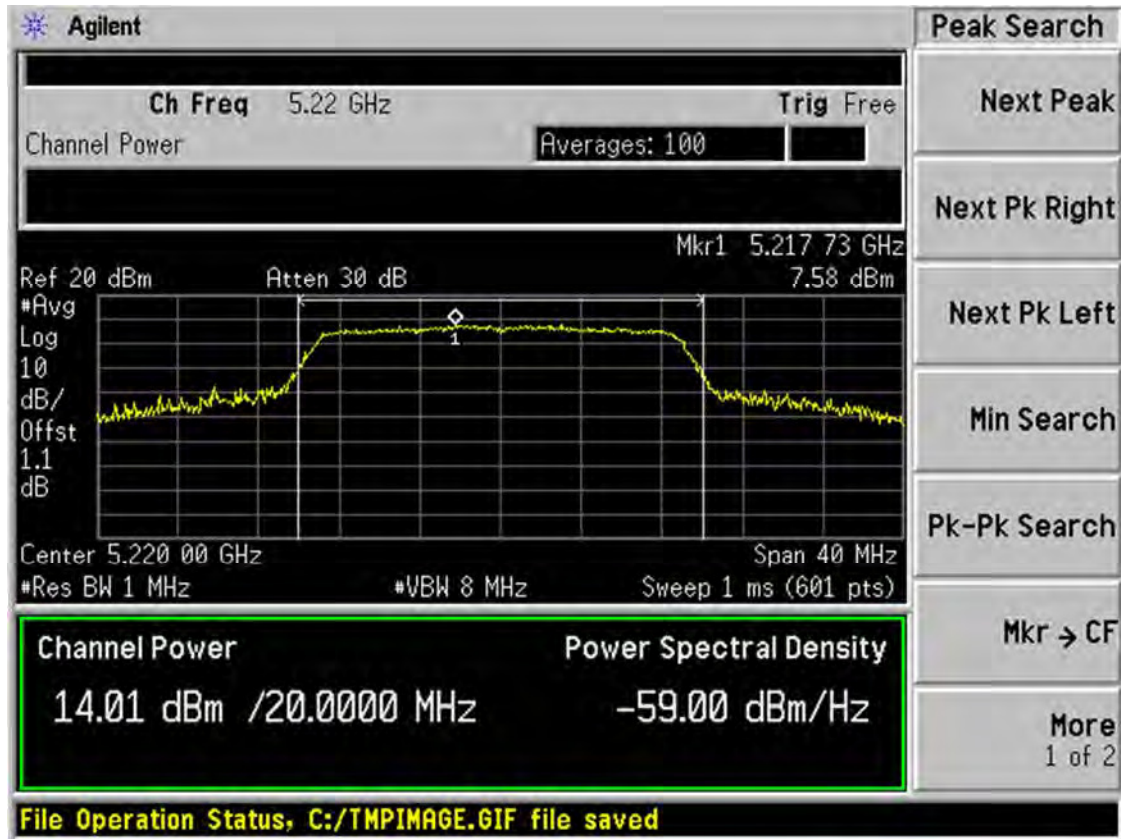 Agilent
Peak Search
Ch Freq 5.22 GHz Trig Free
Channel Power Averages: 100
Mkr1 5.217 73 GHz
Ref 20 dBm Atten 30 dB 7.58 dBm
#Avg
Log
10
dB/
Offst
1.1
dB
1
Center 5.220 00 GHz Span 40 MHz
#Res BW 1 MHz #VBW 8 MHz Sweep 1 ms (601 pts)
Channel Power Power Spectral Density
14.01 dBm /20.0000 MHz -59.00 dBm/Hz
File Operation Status, C:/TMPIMAGE.GIF file saved
Next Peak
Next Pk Right
Next Pk Left
Min Search
Pk-Pk Search
Mkr → CF
More
1 of 2